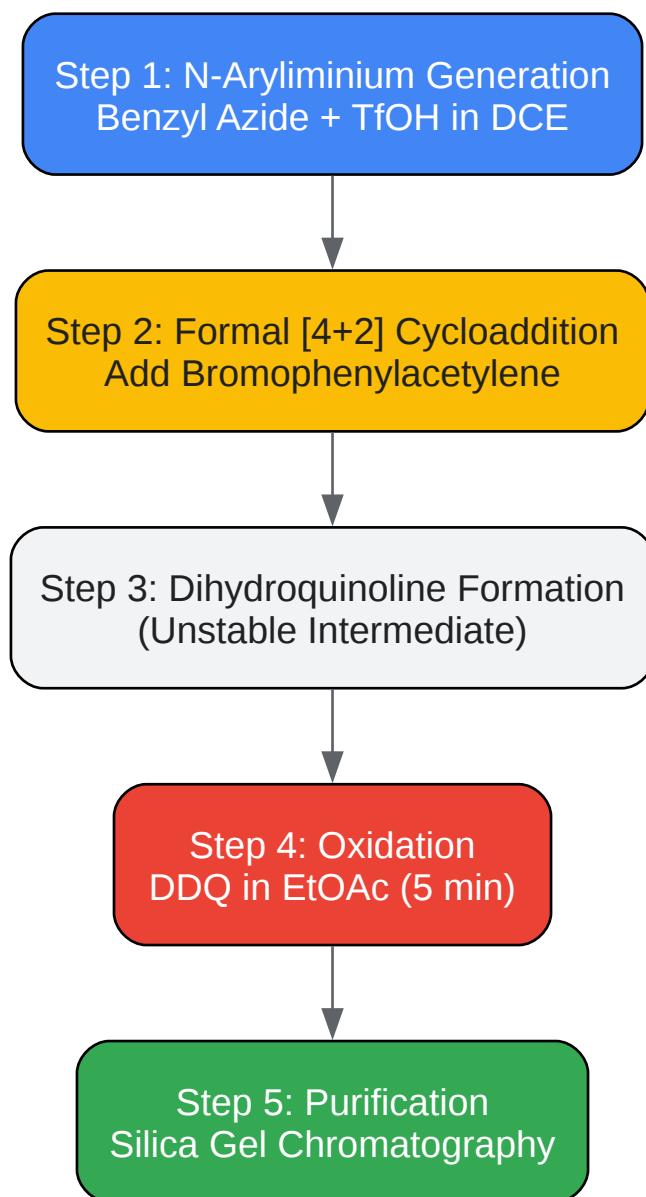 Step 1: N-Aryliminium Generation
Benzyl Azide + TfOH in DCE
Step 2: Formal [4+2] Cycloaddition
Add Bromophenylacetylene
Step 3: Dihydroquinoline Formation
(Unstable Intermediate)
Step 4: Oxidation
DDQ in EtOAc (5 min)
Step 5: Purification
Silica Gel Chromatography